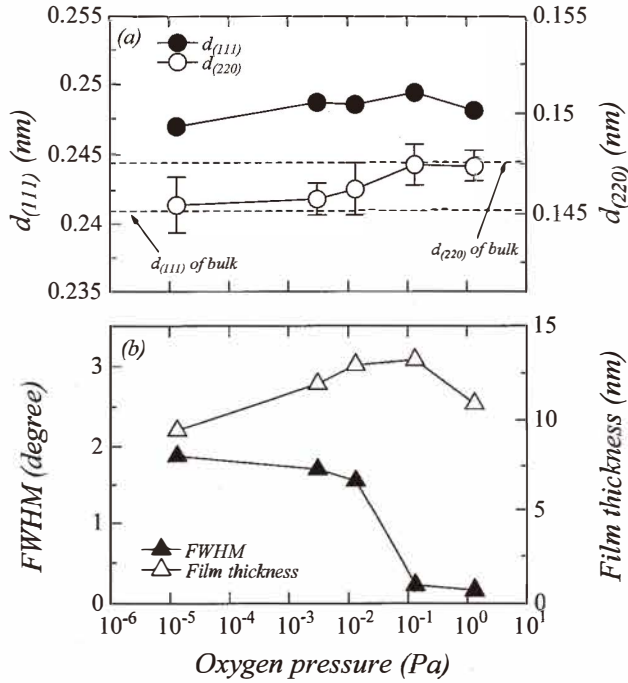 0.255
0.155
(a)
d(111)
d(220)
0.25
0.15
d(111) (nm)
d(220) (nm)
0.245
0.24
0.145
d(111) of bulk
d(220) of bulk
0.235
(b)
15
3
10
2
FWHM (degree)
Film thickness (nm)
5
1
FWHM
Film thickness
0
0
10-6 10-5 10-4 10-3 10-2 10-1 100 101
Oxygen pressure (Pa)